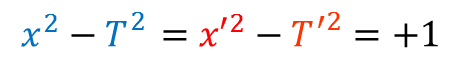 x² − T² = x′² − T′² = +1